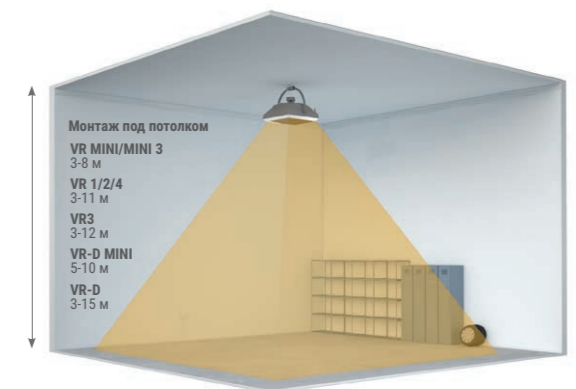 Монтаж под потолком
VR MINI/MINI 3
3-8 м
VR 1/2/4
3-11 м
VR3
3-12 м
VR-D MINI
5-10 м
VR-D
3-15 м